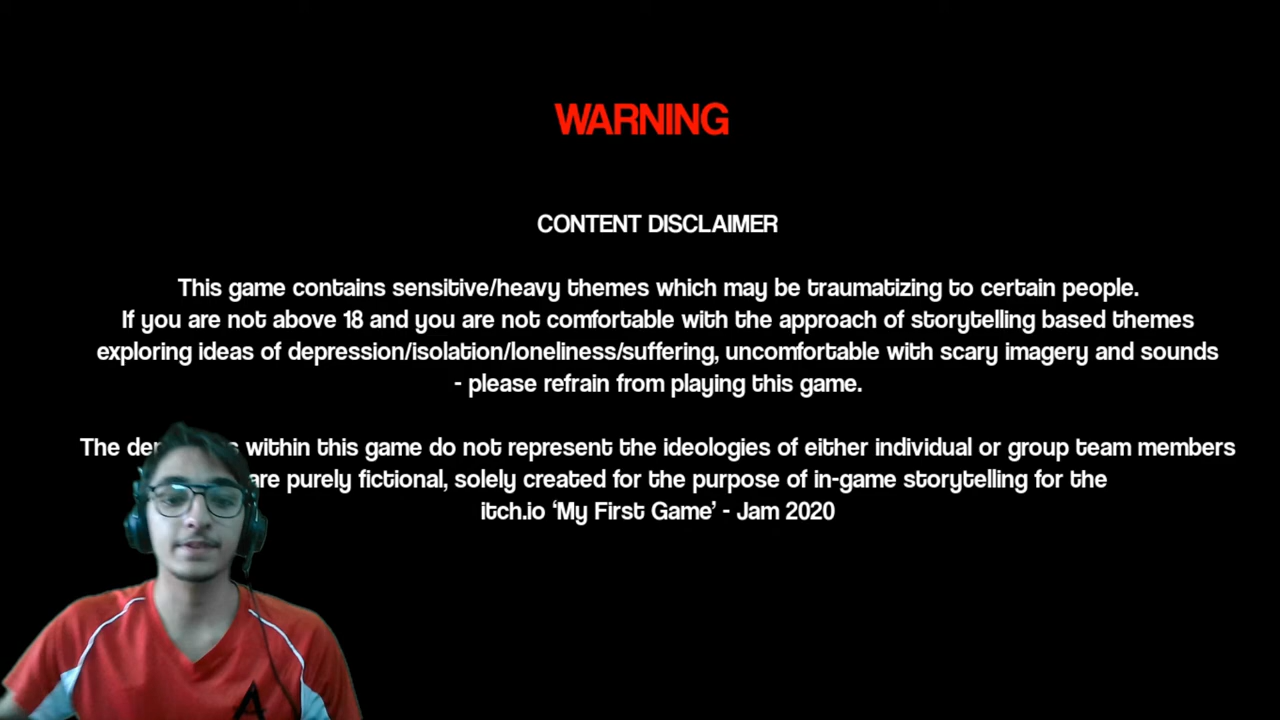 WARNING
CONTENT DISCLAIMER
This game contains sensitive/heavy themes which may be traumatizing to certain people.
If you are not above 18 and you are not comfortable with the approach of storytelling based themes
exploring ideas of depression/isolation/loneliness/suffering, uncomfortable with scary imagery and sounds
- please refrain from playing this game.
The within this game do not represent the ideologies of either individual or group team members
are purely fictional, solely created for the purpose of in-game storytelling for the
itch.io ‘My First Game’ - Jam 2020